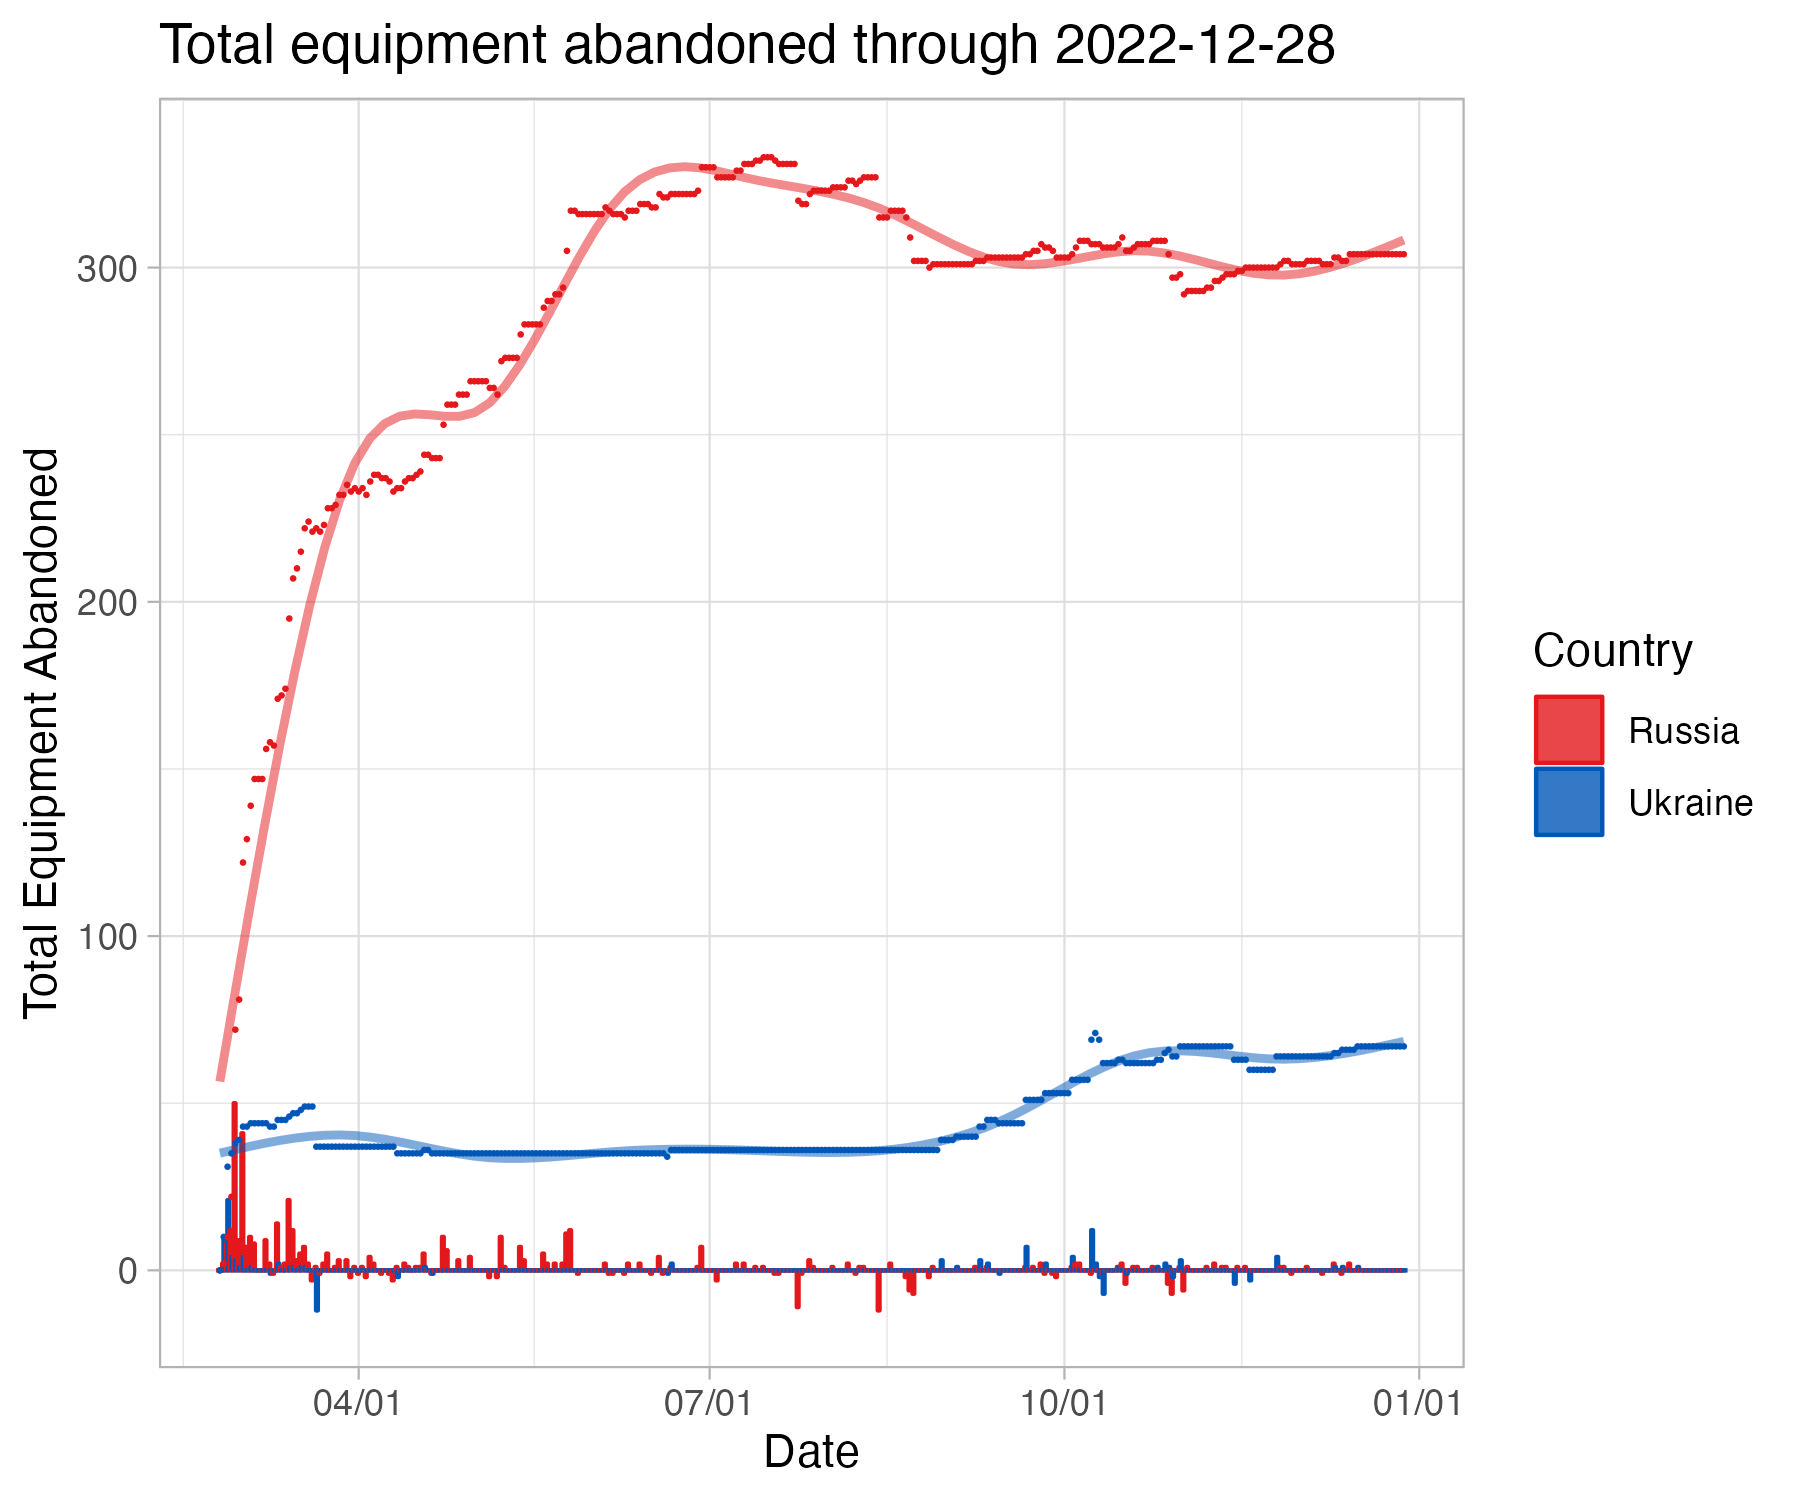 Total equipment abandoned through 2022-12-28
Total Equipment Abandoned
300
200
100
0
04/01
07/01
10/01
01/01
Date
Country
Russia
Ukraine